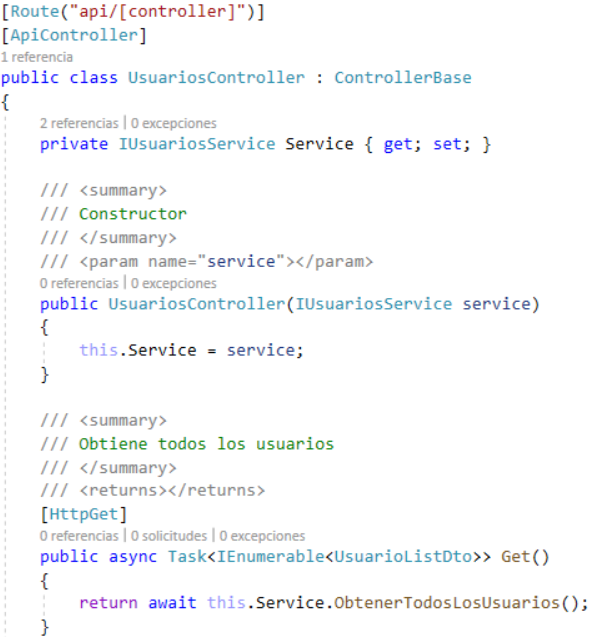 [Route("api/[controller]")]
[ApiController]
1 referencia
public class UsuariosController : ControllerBase
{
2 referencias | 0 excepciones
private IUsuariosService Service { get; set; }
/// <summary>
/// Constructor
/// </summary>
/// <param name="service"></param>
0 referencias | 0 excepciones
public UsuariosController(IUsuariosService service)
{
this.Service = service;
}
/// <summary>
/// Obtiene todos los usuarios
/// </summary>
/// <returns></returns>
[HttpGet]
0 referencias | 0 solicitudes | 0 excepciones
public async Task<IEnumerable<UsuarioListDto>> Get()
{
return await this.Service.ObtenerTodosLosUsuarios();
}